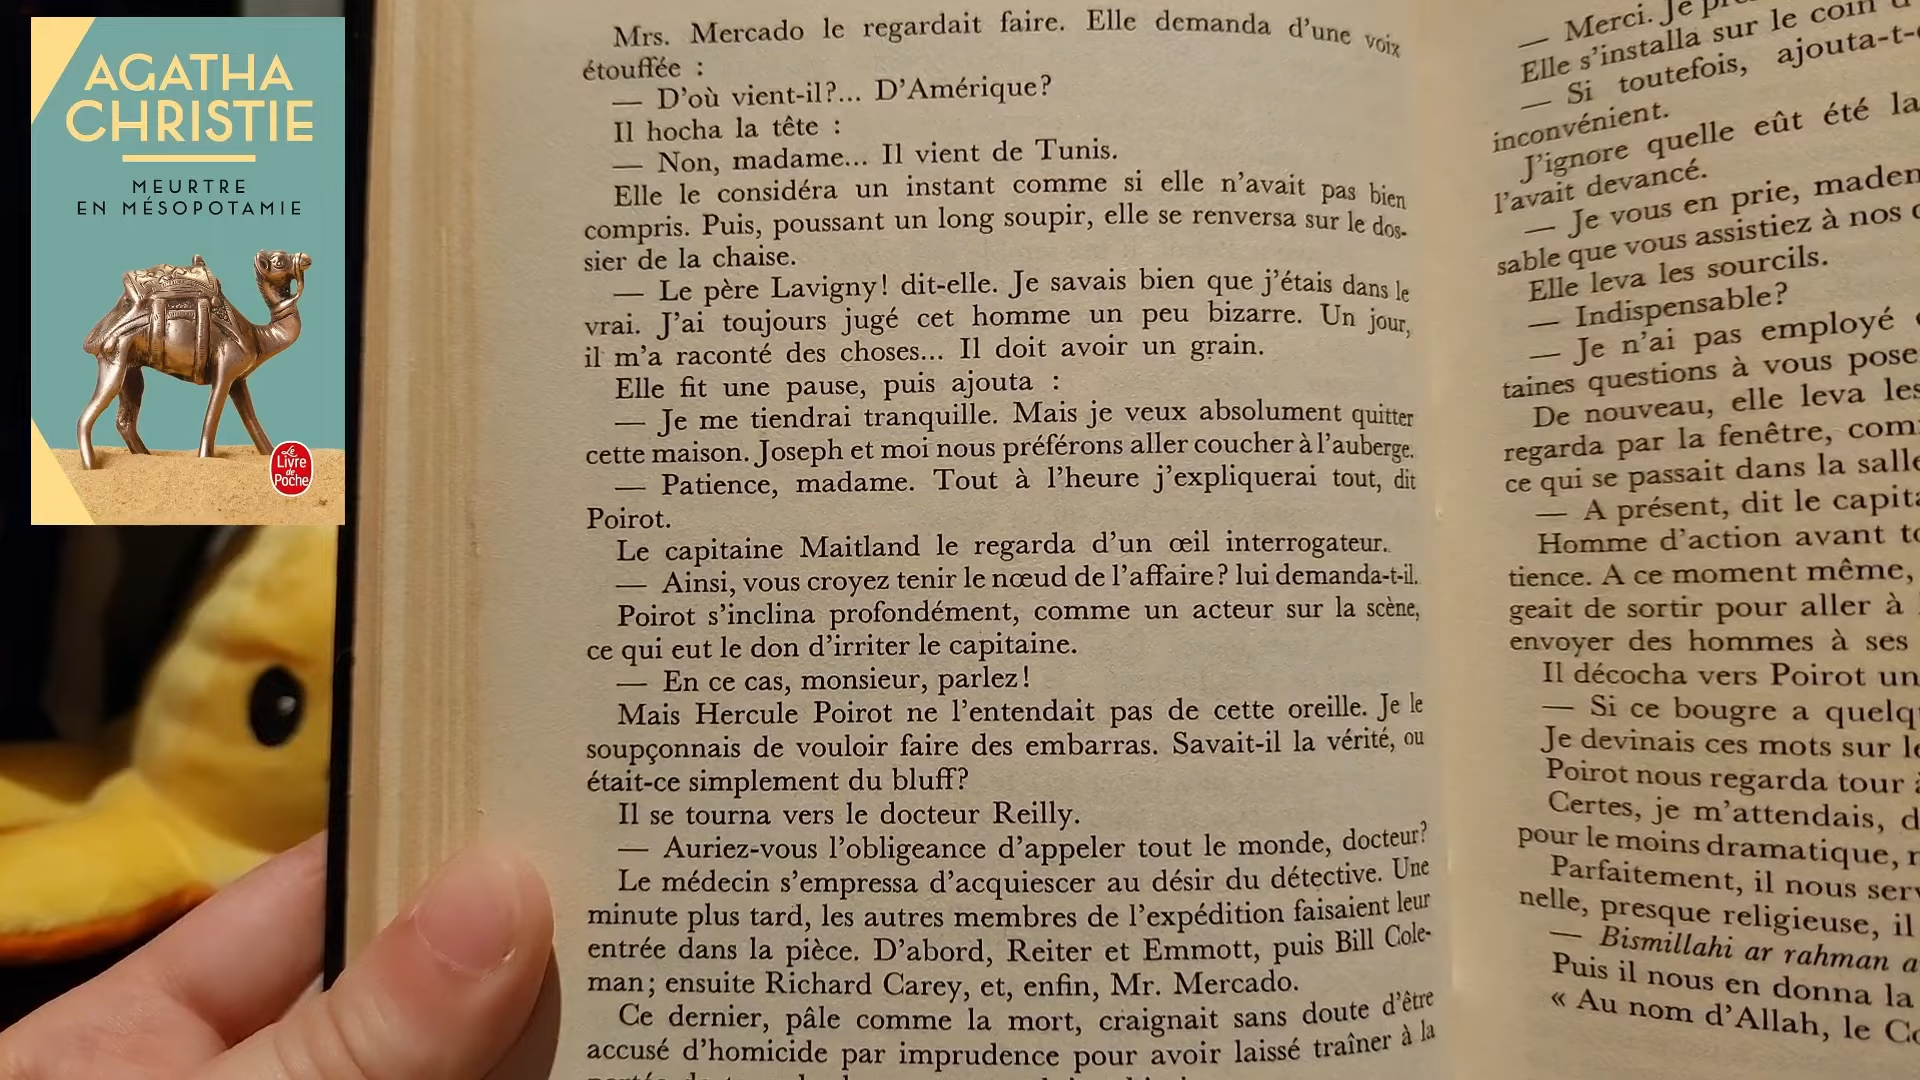 AGATHA
CHRISTIE
MEURTRE
EN MÉSOPOTAMIE
Le
Livre
de
Poche
Mrs. Mercado le regardait faire. Elle demanda d'une voix
étouffée :
— D'où vient-il?... D'Amérique?
Il hocha la tête :
— Non, madame... Il vient de Tunis.
Elle le considéra un instant comme si elle n'avait pas bien
compris. Puis, poussant un long soupir, elle se renversa sur le dos-
sier de la chaise.
— Le père Lavigny! dit-elle. Je savais bien que j'étais dans le
vrai. J'ai toujours jugé cet homme un peu bizarre. Un jour,
il m'a raconté des choses... Il doit avoir un grain.
Elle fit une pause, puis ajouta :
— Je me tiendrai tranquille. Mais je veux absolument quitter
cette maison. Joseph et moi nous préférons aller coucher à l'auberge.
— Patience, madame. Tout à l'heure j'expliquerai tout, dit
Poirot.
Le capitaine Maitland le regarda d'un œil interrogateur.
— Ainsi, vous croyez tenir le nœud de l'affaire? lui demanda-t-il.
Poirot s'inclina profondément, comme un acteur sur la scène,
ce qui eut le don d'irriter le capitaine.
— En ce cas, monsieur, parlez!
Mais Hercule Poirot ne l'entendait pas de cette oreille. Je le
soupçonnais de vouloir faire des embarras. Savait-il la vérité, ou
était-ce simplement du bluff?
Il se tourna vers le docteur Reilly.
— Auriez-vous l'obligeance d'appeler tout le monde, docteur?
Le médecin s'empressa d'acquiescer au désir du détective. Une
minute plus tard, les autres membres de l'expédition faisaient leur
entrée dans la pièce. D'abord, Reiter et Emmott, puis Bill Cole-
man; ensuite Richard Carey, et, enfin, Mr. Mercado.
Ce dernier, pâle comme la mort, craignait sans doute d'être
accusé d'homicide par imprudence pour avoir laissé traîner à la
— Merci. Je
Elle s'installa sur le coin
— Si toutefois, ajouta-t-
inconvénient.
J'ignore quelle eût été la
l'avait devancé.
— Je vous en prie,
sable que vous assistiez à nos
Elle leva les sourcils.
— Indispensable?
— Je n'ai pas employé
taines questions à vous
De nouveau, elle leva les
regarda par la fenêtre,
ce qui se passait dans la
— A présent, dit le
Homme d'action avant
tience. A ce moment même,
geait de sortir pour aller à
envoyer des hommes à ses
Il décocha vers Poirot un
— Si ce bougre a
Je devinais ces mots sur
Poirot nous regarda tour
Certes, je m'attendais,
pour le moins dramatique,
Parfaitement, il nous
nelle, presque religieuse, il
— Bismillahi ar rahman
Puis il nous en donna la
« Au nom d'Allah, le